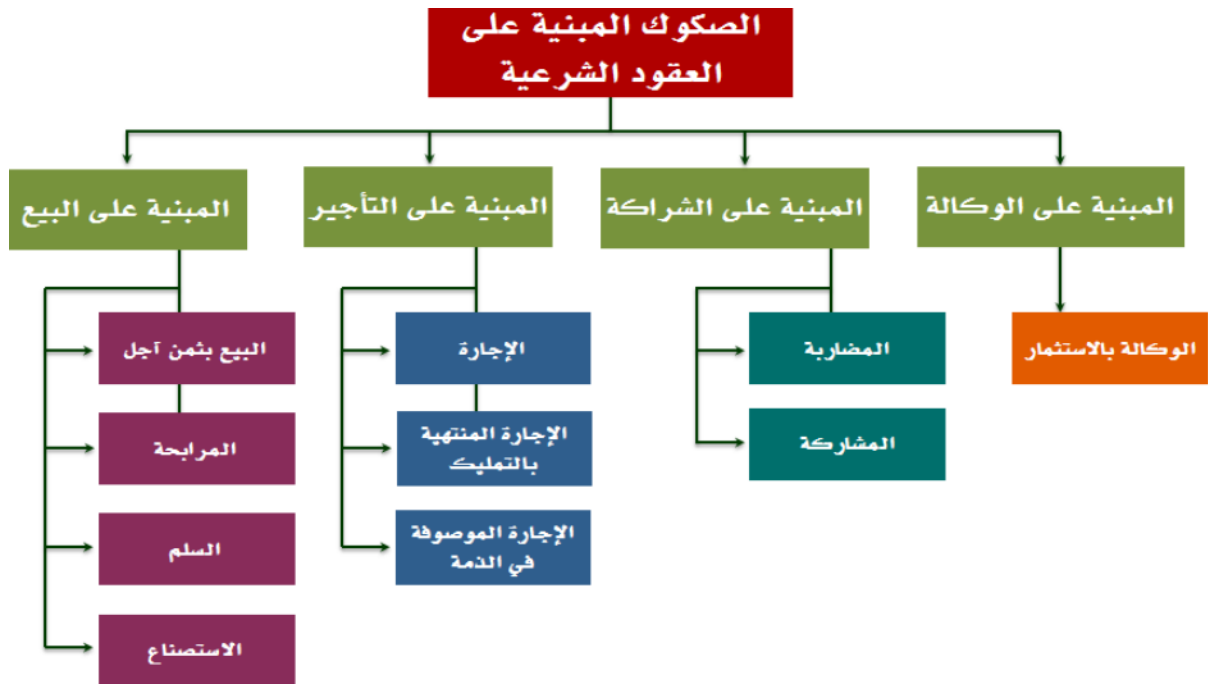 الصكوك المبنية على
العقود الشرعية
المبنية على الوكالة
المبنية على الشراكة
المبنية على التأجير
المبنية على البيع
الوكالة بالاستثمار
المضاربة
المشاركة
الإجارة
الإجارة المنتهية
بالتمليك
الإجارة الموصوفة
في الذمة
البيع بثمن آجل
المرابحة
السلم
الاستصناع